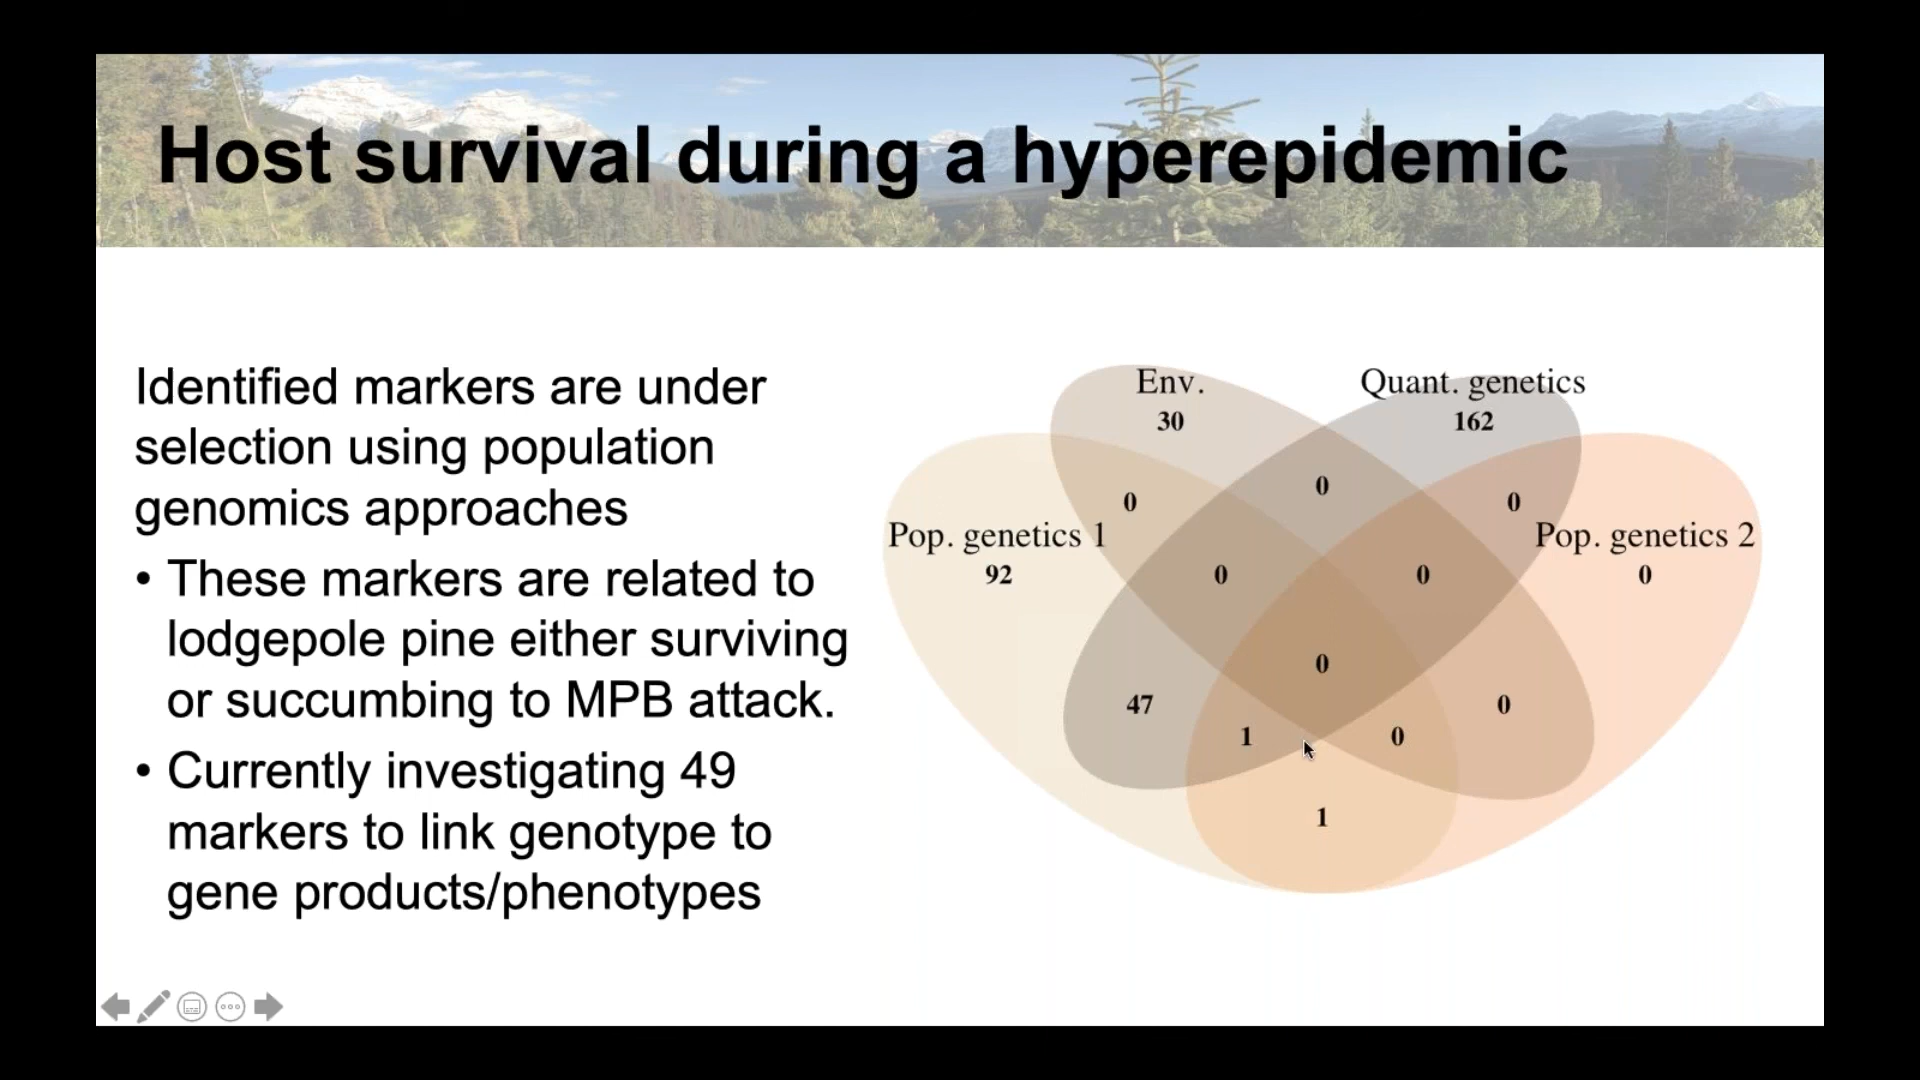 Host survival during a hyperepidemic
Identified markers are under
selection using population
genomics approaches
• These markers are related to
lodgepole pine either surviving
or succumbing to MPB attack.
• Currently investigating 49
markers to link genotype to
gene products/phenotypes
Env.
30
Quant. genetics
162
0
0
0
Pop. genetics 1
92
Pop. genetics 2
0
0
0
0
47
0
1
0
1